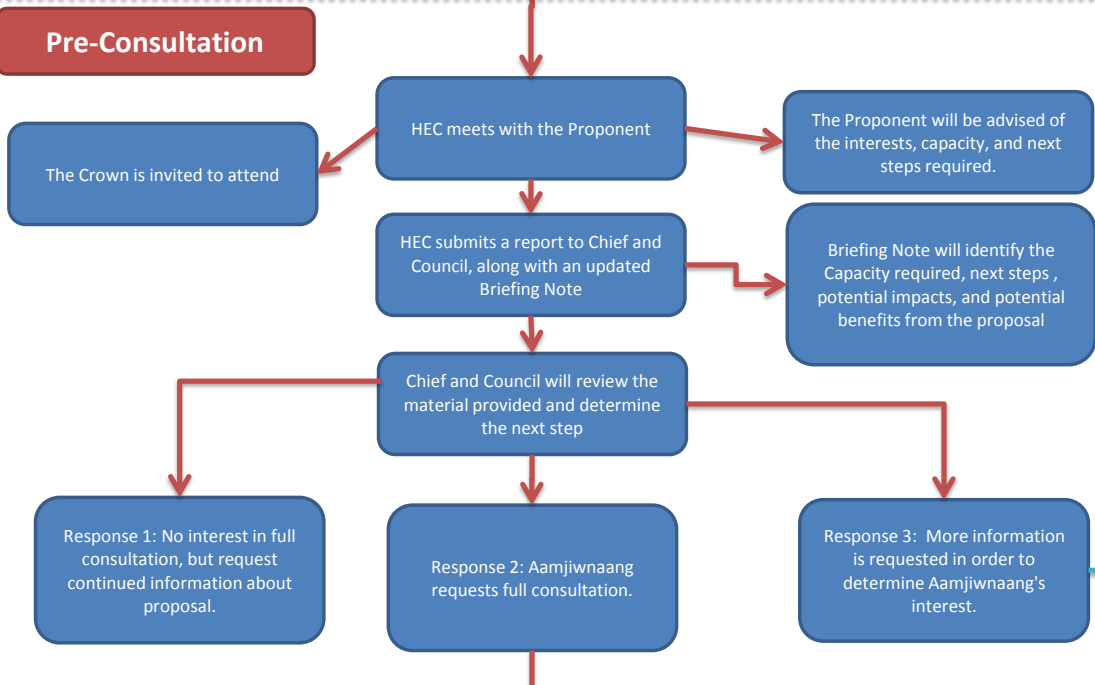 Pre-Consultation
HEC meets with the Proponent
The Crown is invited to attend
The Proponent will be advised of
the interests, capacity, and next
steps required.
HEC submits a report to Chief and
Council, along with an updated
Briefing Note
Briefing Note will identify the
Capacity required, next steps ,
potential impacts, and potential
benefits from the proposal
Chief and Council will review the
material provided and determine
the next step
Response 1: No interest in full
consultation, but request
continued information about
proposal.
Response 2: Aamjiwnaang
requests full consultation.
Response 3:  More information
is requested in order to
determine Aamjiwnaang's
interest.